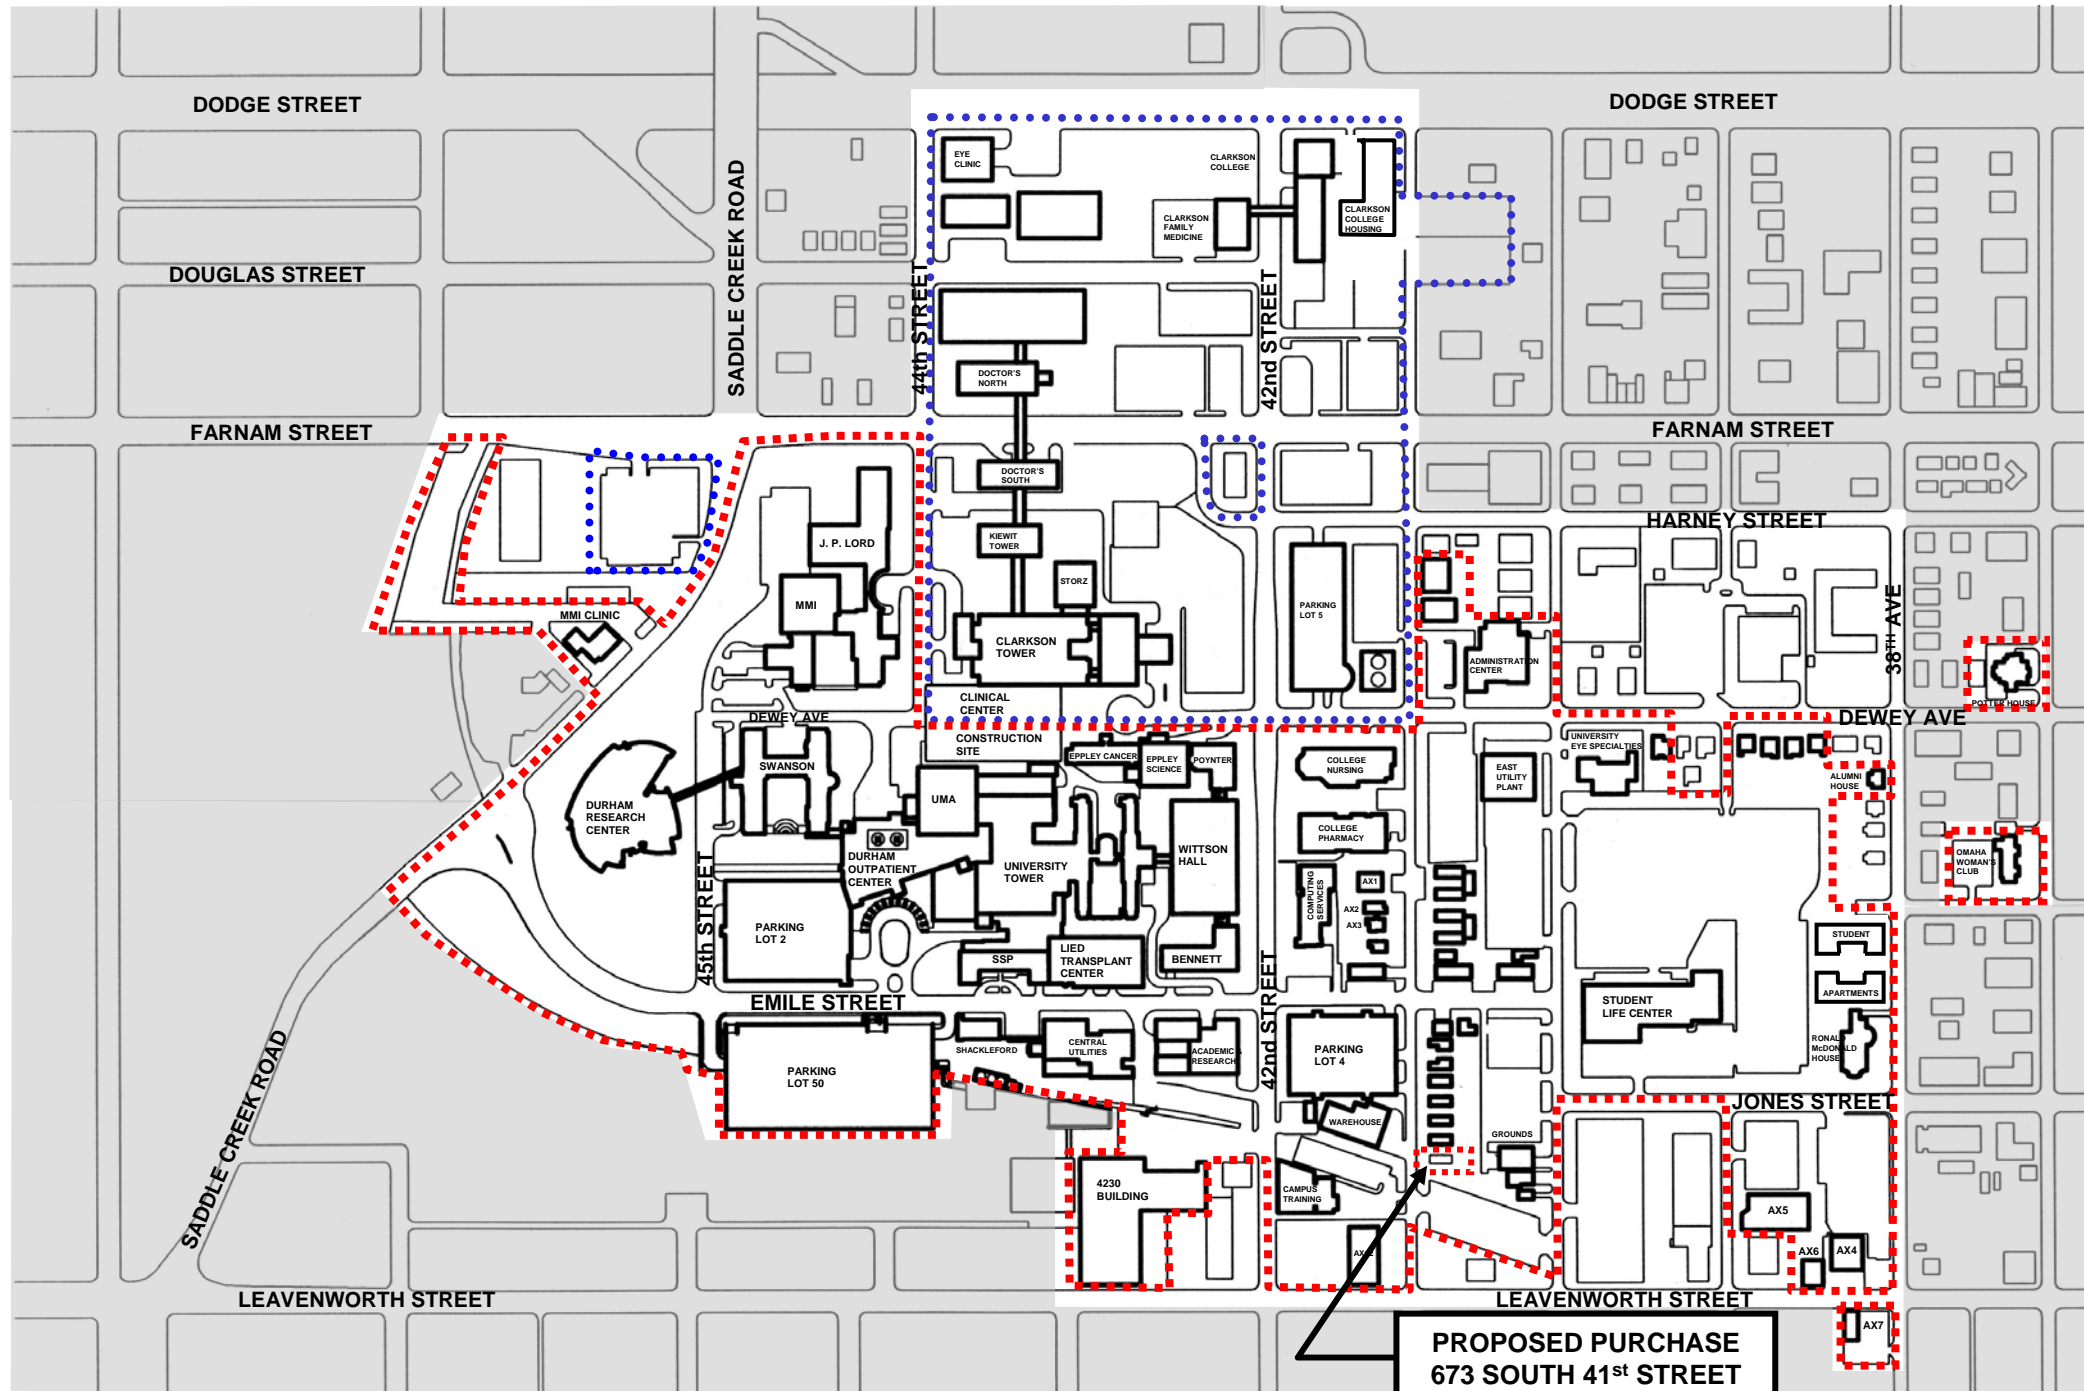 DODGE STREET
DODGE STREET
EYE
CLINIC
CLARKSON
COLLEGE
SADDLE CREEK ROAD
CLARKSON
FAMILY
MEDICINE
CLARKSON
COLLEGE
HOUSING
DOUGLAS STREET
44th STREET
42nd STREET
DOCTOR'S
NORTH
FARNAM STREET
FARNAM STREET
DOCTOR'S
SOUTH
HARNEY STREET
J. P. LORD
KIEWIT
TOWER
STORZ
MMI
PARKING
LOT 5
MMI CLINIC
CLARKSON
TOWER
ADMINISTRATION
CENTER
38TH AVE
CLINICAL
CENTER
POTTER HOUSE
DEWEY AVE
DEWEY AVE
CONSTRUCTION
SITE
UNIVERSITY
EYE SPECIALTIES
EPPLEY CANCER
EPPLEY
SCIENCE
POYNTER
COLLEGE
NURSING
SWANSON
EAST
UTILITY
PLANT
ALUMNI
HOUSE
UMA
DURHAM
RESEARCH
CENTER
COLLEGE
PHARMACY
WITTSON
HALL
DURHAM
OUTPATIENT
CENTER
UNIVERSITY
TOWER
OMAHA
WOMAN'S
CLUB
COMPUTING
SERVICES
AX1
AX2
AX3
45th STREET
PARKING
LOT 2
STUDENT
SSP
LIED
TRANSPLANT
CENTER
BENNETT
42nd STREET
APARTMENTS
EMILE STREET
STUDENT
LIFE CENTER
SHACKLEFORD
CENTRAL
UTILITIES
ACADEMIC &
RESEARCH
PARKING
LOT 4
RONALD
McDONALD
HOUSE
PARKING
LOT 50
SADDLE CREEK ROAD
JONES STREET
WAREHOUSE
GROUNDS
4230
BUILDING
CAMPUS
TRAINING
AX5
AX6
AX4
LEAVENWORTH STREET
LEAVENWORTH STREET
AX7
PROPOSED PURCHASE
673 SOUTH 41st STREET